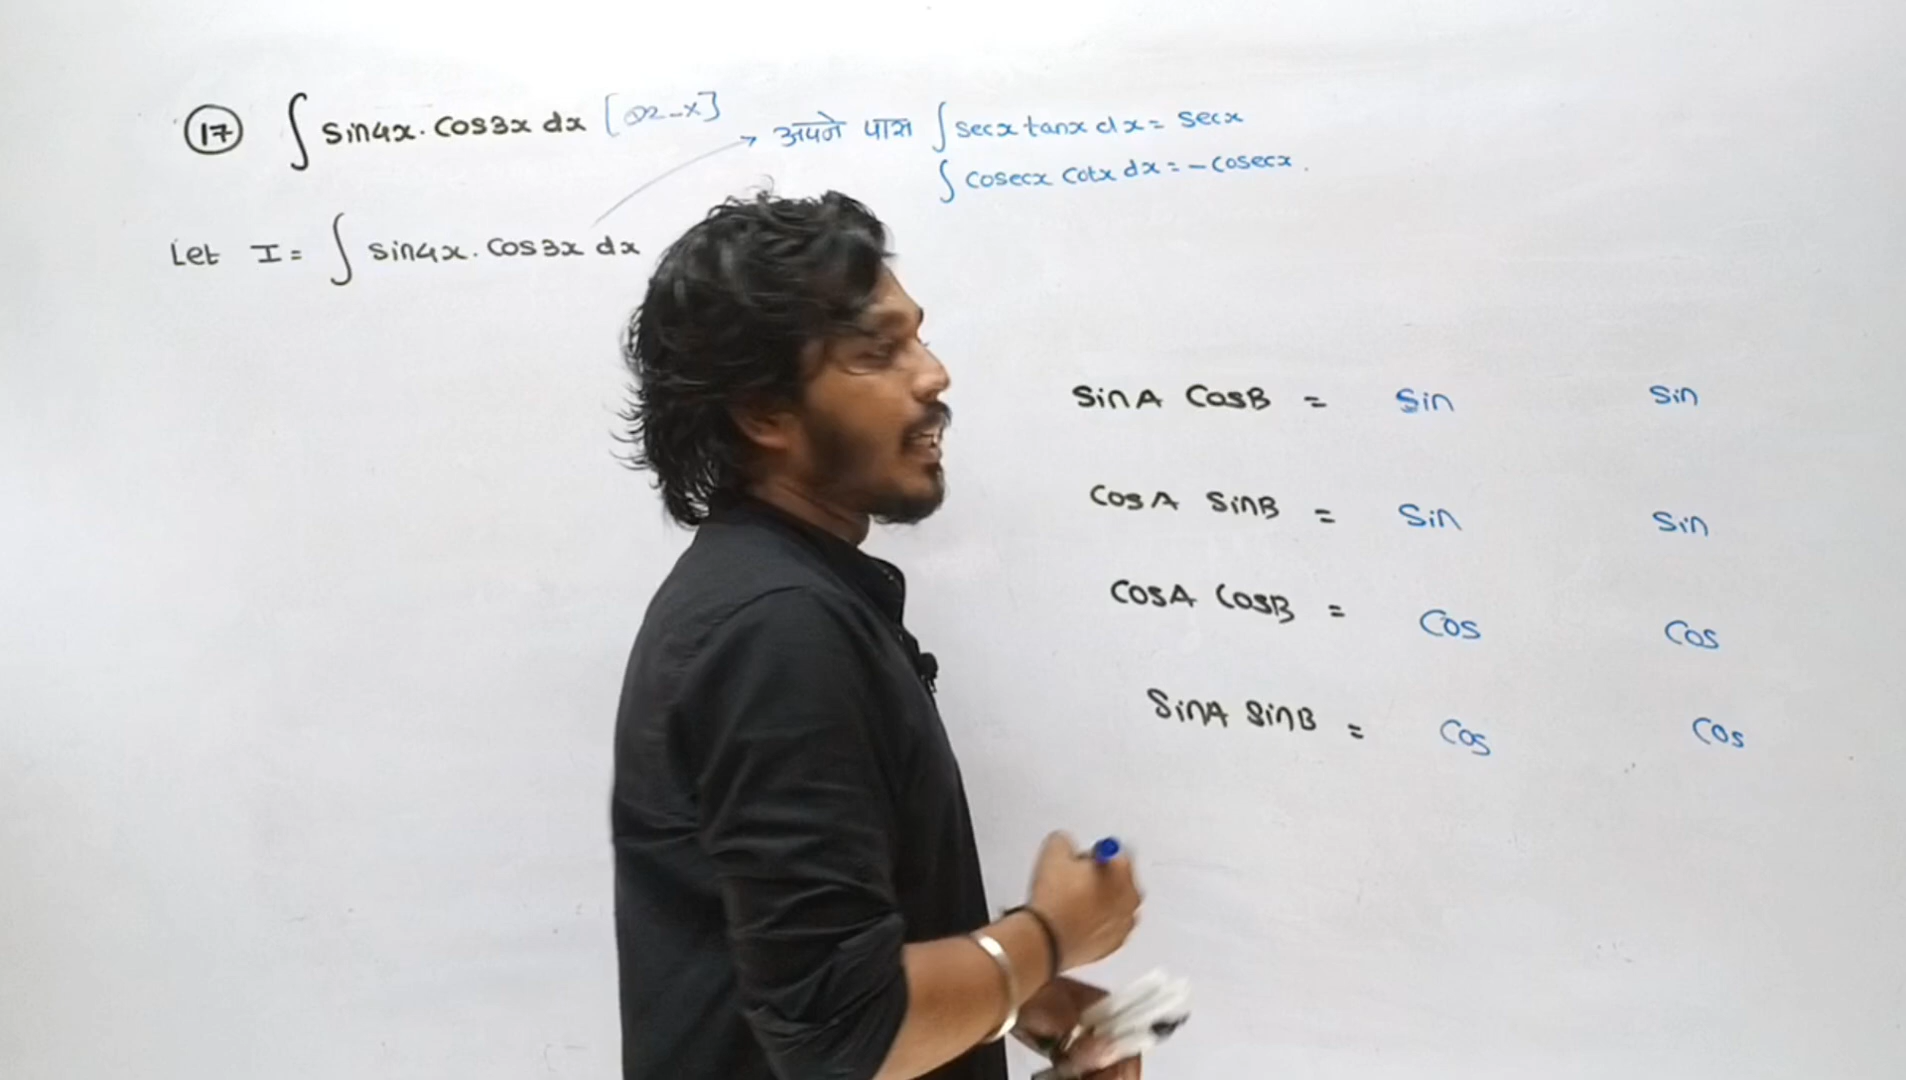 17 ∫ sin4x. Cos3x dx [02-x]
→ अपने पास ∫ secx tanx dx = secx
∫ cosecx cotx dx = -cosecx.
Let I = ∫ sin4x. Cos3x dx
SinA CosB = Sin Sin
CosA SinB = Sin Sin
CosA CosB = Cos Cos
SinA SinB = Cos Cos